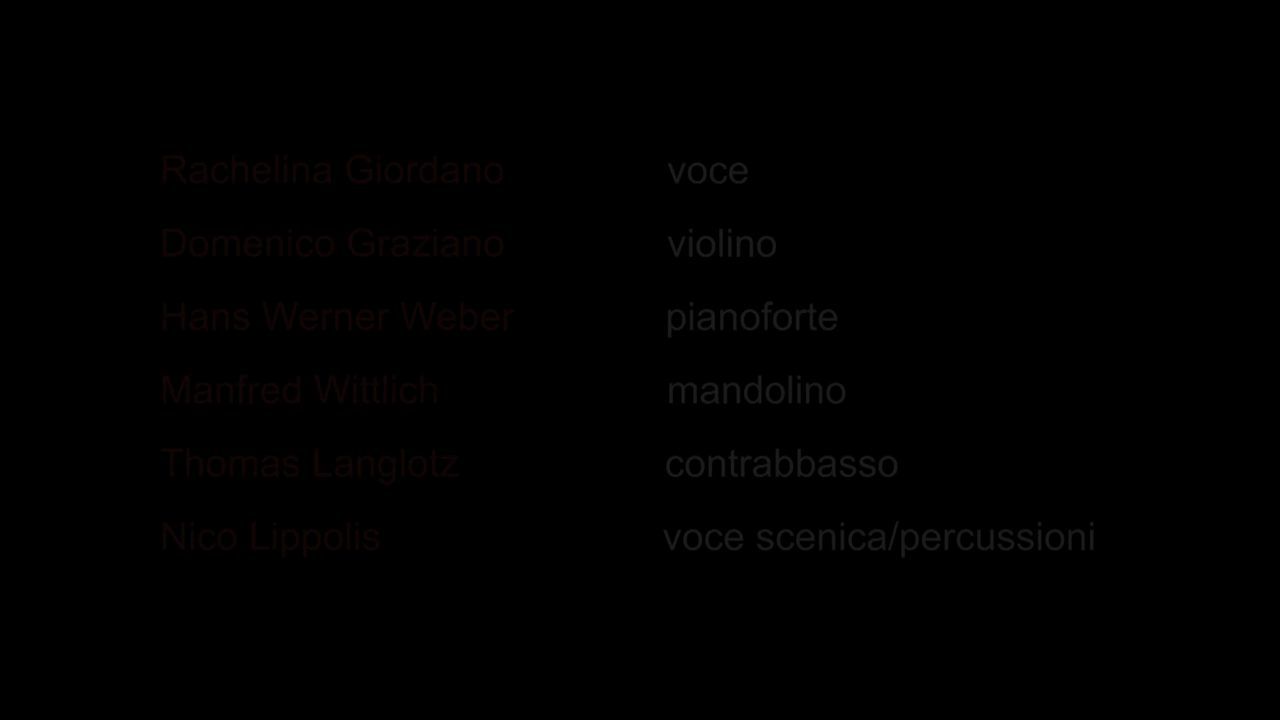 Rachelina Giordano voce
Domenico Graziano violino
Hans Werner Weber pianoforte
Manfred Wittlich mandolino
Thomas Langlotz contrabbasso
Nico Lippolis voce scenica/percussioni